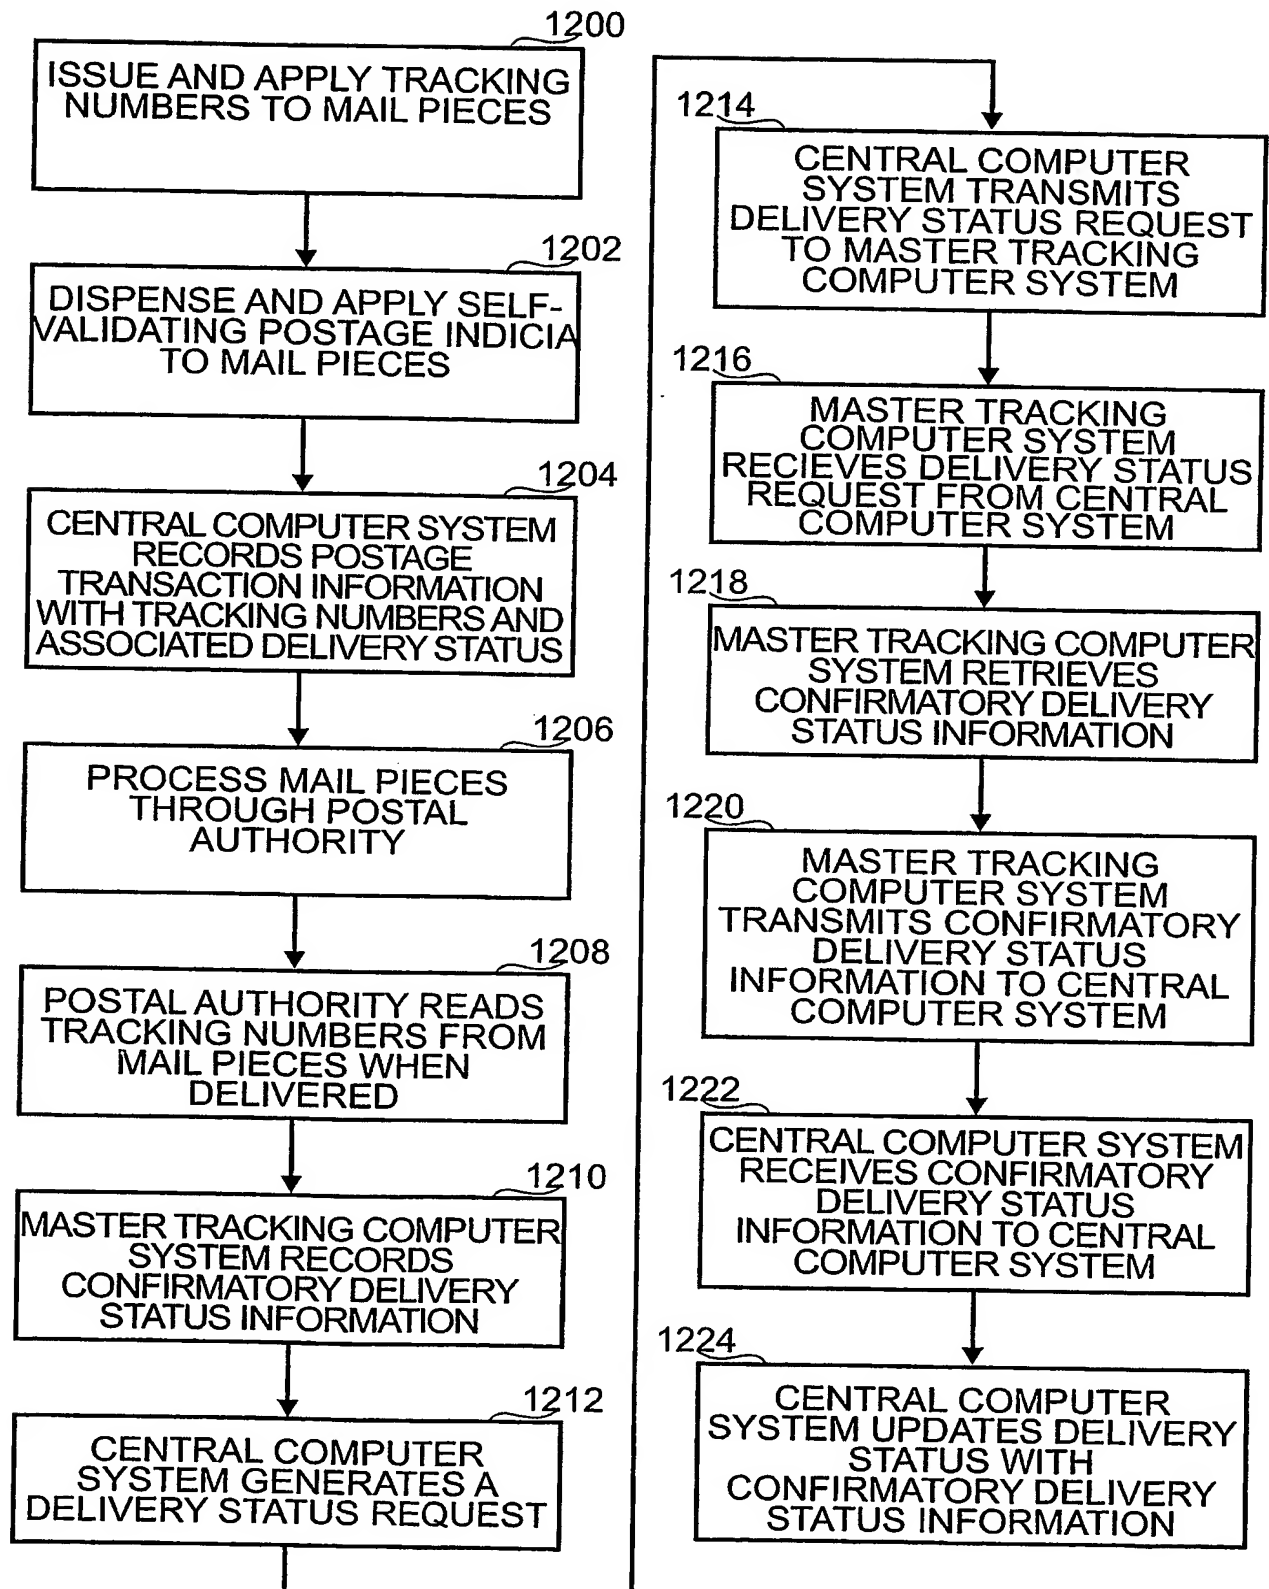 1200
ISSUE AND APPLY TRACKING
NUMBERS TO MAIL PIECES
1202
DISPENSE AND APPLY SELF-
VALIDATING POSTAGE INDICIA
TO MAIL PIECES
1204
CENTRAL COMPUTER SYSTEM
RECORDS POSTAGE
TRANSACTION INFORMATION
WITH TRACKING NUMBERS AND
ASSOCIATED DELIVERY STATUS
1206
PROCESS MAIL PIECES
THROUGH POSTAL
AUTHORITY
1208
POSTAL AUTHORITY READS
TRACKING NUMBERS FROM
MAIL PIECES WHEN
DELIVERED
1210
MASTER TRACKING COMPUTER
SYSTEM RECORDS
CONFIRMATORY DELIVERY
STATUS INFORMATION
1212
CENTRAL COMPUTER
SYSTEM GENERATES A
DELIVERY STATUS REQUEST
1214
CENTRAL COMPUTER
SYSTEM TRANSMITS
DELIVERY STATUS REQUEST
TO MASTER TRACKING
COMPUTER SYSTEM
1216
MASTER TRACKING
COMPUTER SYSTEM
RECIEVES DELIVERY STATUS
REQUEST FROM CENTRAL
COMPUTER SYSTEM
1218
MASTER TRACKING COMPUTER
SYSTEM RETRIEVES
CONFIRMATORY DELIVERY
STATUS INFORMATION
1220
MASTER TRACKING
COMPUTER SYSTEM
TRANSMITS CONFIRMATORY
DELIVERY STATUS
INFORMATION TO CENTRAL
COMPUTER SYSTEM
1222
CENTRAL COMPUTER SYSTEM
RECEIVES CONFIRMATORY
DELIVERY STATUS
INFORMATION TO CENTRAL
COMPUTER SYSTEM
1224
CENTRAL COMPUTER
SYSTEM UPDATES DELIVERY
STATUS WITH
CONFIRMATORY DELIVERY
STATUS INFORMATION